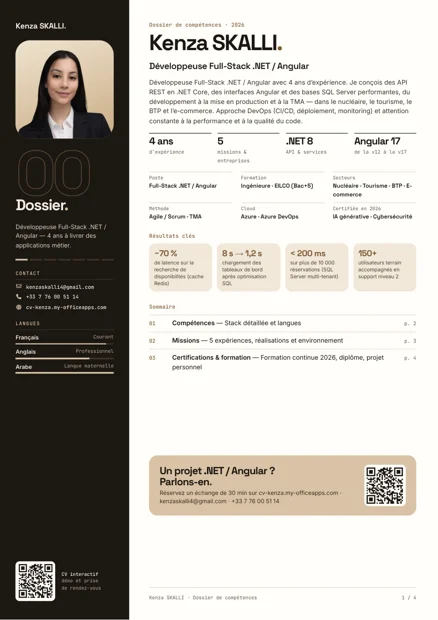 Kenza SKALLI.
00
Dossier.
Développeuse Full-Stack .NET /
Angular — 4 ans à livrer des
applications métier.
CONTACT
kenzaskalli4@gmail.com
+33 7 76 00 51 14
cv-kenza.my-officeapps.com
LANGUES
Français Courant
Anglais Professionnel
Arabe Langue maternelle
CV interactif
démo et prise
de rendez-vous
Dossier de compétences · 2026
Kenza SKALLI.
Développeuse Full-Stack .NET / Angular
Développeuse Full-Stack .NET / Angular avec 4 ans d'expérience. Je conçois des API
REST en .NET Core, des interfaces Angular et des bases SQL Server performantes, du
développement à la mise en production et à la TMA — dans le nucléaire, le tourisme, le
BTP et l'e-commerce. Approche DevOps (CI/CD, déploiement, monitoring) et attention
constante à la performance et à la qualité du code.
4 ans
d'expérience
5
missions &
entreprises
.NET 8
API & services
Angular 17
de la v12 à la v17
Poste
Full-Stack .NET / Angular
Formation
Ingénieure · EILCO (Bac+5)
Secteurs
Nucléaire · Tourisme · BTP · E-
commerce
Méthode
Agile / Scrum · TMA
Cloud
Azure · Azure DevOps
Certifiée en 2026
IA générative · Cybersécurité
Résultats clés
−70 %
de latence sur la
recherche de
disponibilités (cache
Redis)
8 s → 1,2 s
chargement des
tableaux de bord
après optimisation
SQL
< 200 ms
sur plus de 10 000
réservations (SQL
Server multi-tenant)
150+
utilisateurs terrain
accompagnés en
support niveau 2
Sommaire
01 Compétences — Stack détaillée et langues p. 2
02 Missions — 5 expériences, réalisations et environnement p. 3
03 Certifications & formation — Formation continue 2026, diplôme, projet p. 4
personnel
Un projet .NET / Angular ?
Parlons-en.
Réservez un échange de 30 min sur cv-kenza.my-officeapps.com ·
kenzaskalli4@gmail.com · +33 7 76 00 51 14
Kenza SKALLI · Dossier de compétences 1 / 4